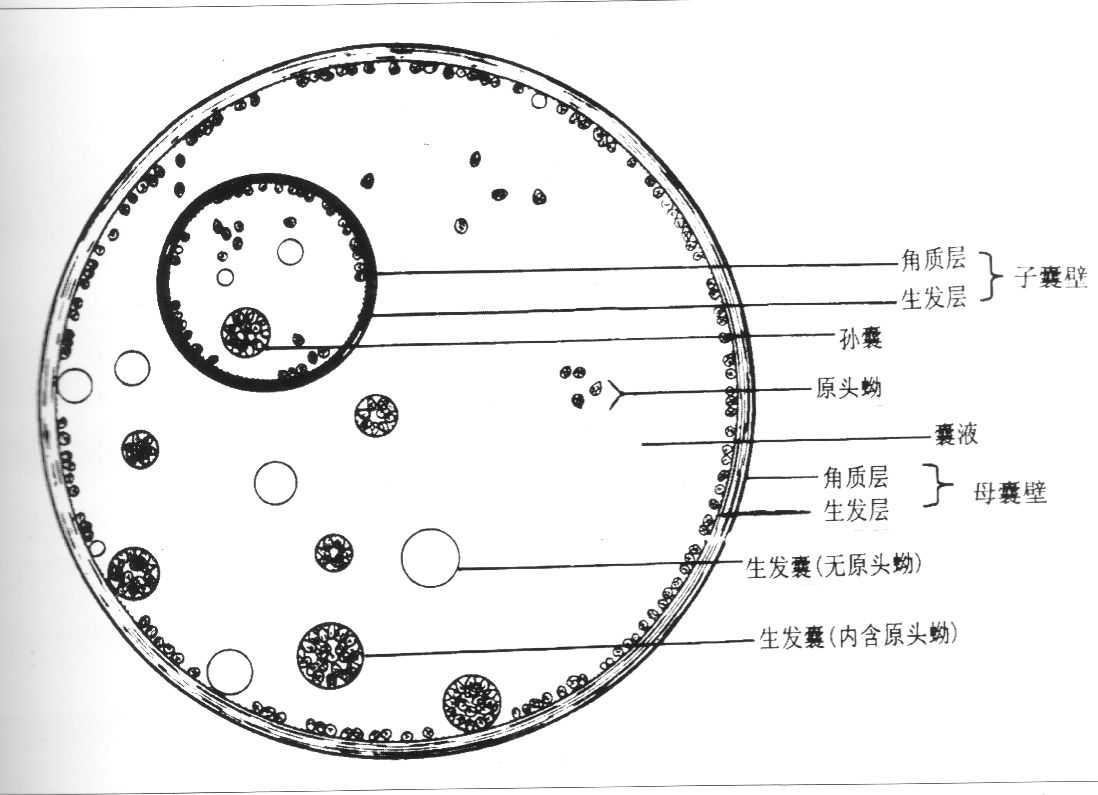 角质层
子囊壁
生发层
孙囊
原头蚴
囊液
角质层
母囊壁
生发层
生发囊(无原头蚴)
生发囊(内含原头蚴)